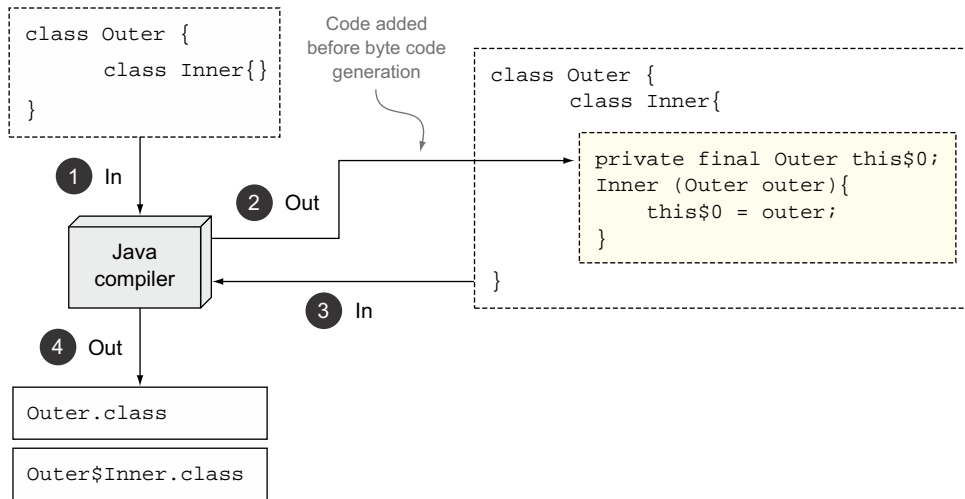 class Outer {
class Inner{}
}
Code added
before byte code
generation
class Outer {
class Inner{
private final Outer this$0;
Inner (Outer outer){
this$0 = outer;
}
}
1 In
2 Out
Java
compiler
3 In
4 Out
Outer.class
Outer$Inner.class